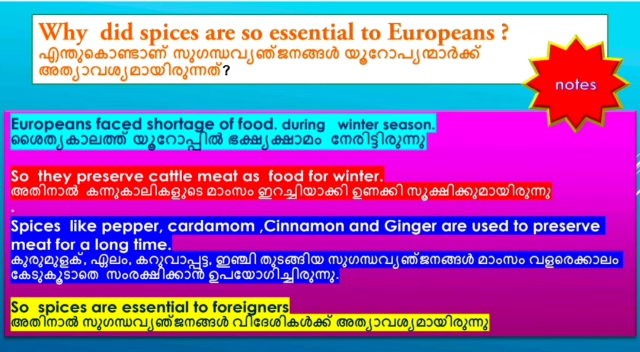 Why did spices are so essential to Europeans ?
എന്തുകൊണ്ടാണ് സുഗന്ധവ്യഞ്ജനങ്ങൾ യൂറോപ്യന്മാർക്ക്
അത്യാവശ്യമായിരുന്നത്?
notes
Europeans faced shortage of food. during winter season.
ശൈത്യകാലത്ത് യൂറോപ്പിൽ ഭക്ഷ്യക്ഷാമം നേരിട്ടിരുന്നു
So they preserve cattle meat as food for winter.
അതിനാൽ കന്നുകാലികളുടെ മാംസം ഇറച്ചിയാക്കി ഉണക്കി സൂക്ഷിക്കുമായിരുന്നു
.
Spices like pepper, cardamom ,Cinnamon and Ginger are used to preserve
meat for a long time.
കുരുമുളക്, ഏലം, കറുവാപ്പട്ട, ഇഞ്ചി തുടങ്ങിയ സുഗന്ധവ്യഞ്ജനങ്ങൾ മാംസം വളരെക്കാലം
കേടുകൂടാതെ സംരക്ഷിക്കാൻ ഉപയോഗിച്ചിരുന്നു.
So spices are essential to foreigners
അതിനാൽ സുഗന്ധവ്യഞ്ജനങ്ങൾ വിദേശികൾക്ക് അത്യാവശ്യമായിരുന്നു